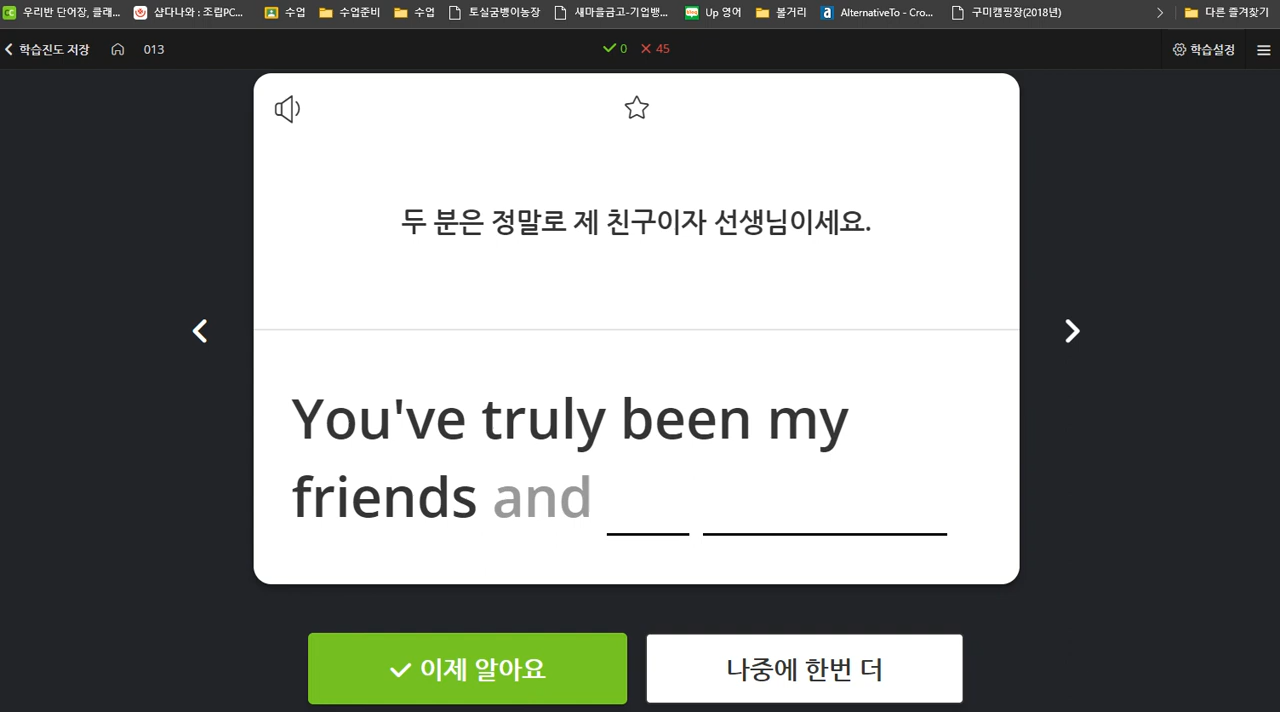 우리반 단어장, 클래... 샵다나와 : 조립PC... 수업 수업준비 수업 토실굼벵이농장 새마을금고-기업뱅... Up 영어 볼거리 AlternativeTo - Cro... 구미캠핑장(2018년) 다른 즐겨찾기
학습진도 저장 013 0 45 학습설정
두 분은 정말로 제 친구이자 선생님이세요.
You've truly been my
friends and
이제 알아요 나중에 한번 더